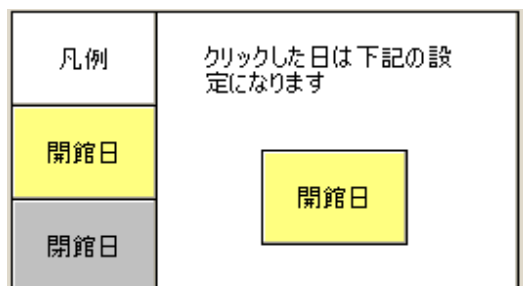 凡例
クリックした日は下記の設
定になります
開館日
開館日
閉館日